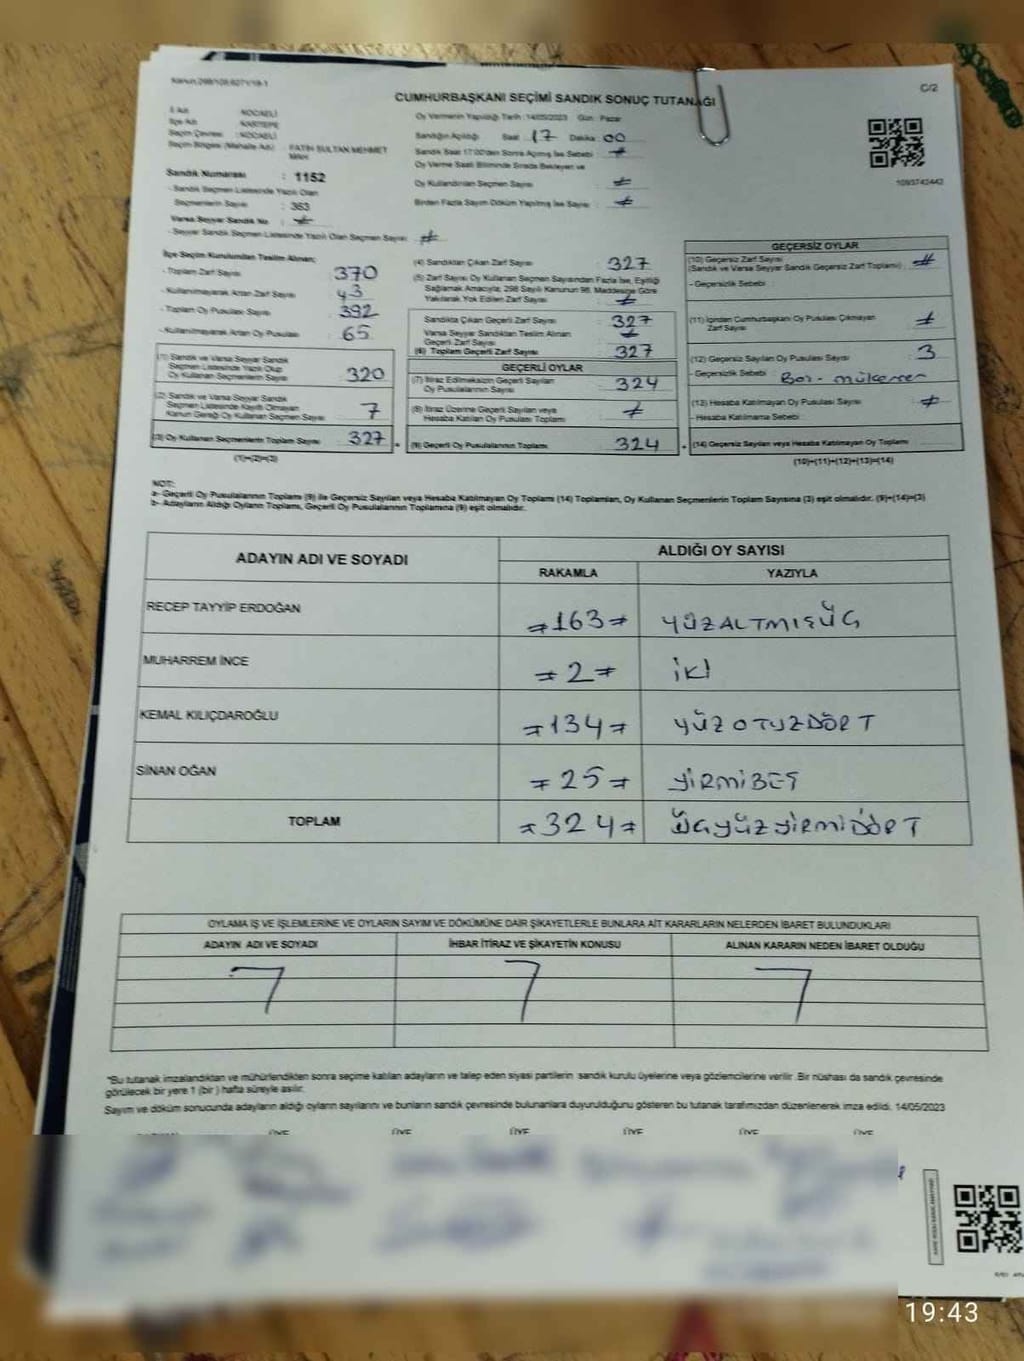 Kanun:298/108,6271/19-1
C/2
CUMHURBAŞKANI SEÇİMİ SANDIK SONUÇ TUTANAĞI
İl Adı KOCAELİ
İlçe Adı KARTEPE
Seçim Çevresi : KOCAELİ
Seçim Bölgesi (Mahalle Adı) : FATİH SULTAN MEHMET MAH.
Sandık Numarası : 1152
- Sandık Seçmen Listesinde Yazılı Olan
Seçmenlerin Sayısı : 363
Varsa Seyyar Sandık No
- Seyyar Sandık Seçmen Listesinde Yazılı Olan Seçmen Sayısı
Oy Vermenin Yapıldığı Tarih :14/05/2023 Gün : Pazar
Sandığın Açıldığı Saat : 17 Dakika : 00
Sandık Saat 17:00'den Sonra Açılmış İse Sebebi
Oy Verme Saati Bitiminde Sırada Bekleyen ve
Oy Kullandırılan Seçmen Sayısı
Birden Fazla Sayım Döküm Yapılmış İse Sayısı
1093743442
İlçe Seçim Kurulundan Teslim Alınan;
- Toplam Zarf Sayısı 370
- Kullanılmayarak Artan Zarf Sayısı 43
- Toplam Oy Pusulası Sayısı 392
- Kullanılmayarak Artan Oy Pusulası 65
(1) Sandık ve Varsa Seyyar Sandık
Seçmen Listesinde Yazılı Olup
Oy Kullanan Seçmenlerin Sayısı 320
(2) Sandık ve Varsa Seyyar Sandık
Seçmen Listesinde Kayıtlı Olmayan
Kanun Gereği Oy Kullanan Seçmen Sayısı 7
(3) Oy Kullanan Seçmenlerin Toplam Sayısı 327
(1)+(2)=(3)
(4) Sandıktan Çıkan Zarf Sayısı 327
(5) Zarf Sayısı Oy Kullanan Seçmen Sayısından Fazla İse, Eşitliği
Sağlamak Amacıyla; 298 Sayılı Kanunun 98. Maddesine Göre
Yakılarak Yok Edilen Zarf Sayısı
Sandıkta Çıkan Geçerli Zarf Sayısı 327
Varsa Seyyar Sandıktan Teslim Alınan
Geçerli Zarf Sayısı
(6) Toplam Geçerli Zarf Sayısı 327
GEÇERLİ OYLAR
(7) İtiraz Edilmeksizin Geçerli Sayılan
Oy Pusulalarının Sayısı 324
(8) İtiraz Üzerine Geçerli Sayılan veya
Hesaba Katılan Oy Pusulaları Toplamı
(9) Geçerli Oy Pusulalarının Toplamı 324
GEÇERSİZ OYLAR
(10) Geçersiz Zarf Sayısı
(Sandık ve Varsa Seyyar Sandık Geçersiz Zarf Toplamı)
- Geçersizlik Sebebi
(11) İçinden Cumhurbaşkanı Oy Pusulası Çıkmayan
Zarf Sayısı
(12) Geçersiz Sayılan Oy Pusulası Sayısı 3
- Geçersizlik Sebebi : Boş - mükerrer
(13) Hesaba Katılmayan Oy Pusulası Sayısı
- Hesaba Katılmama Sebebi :
(14) Geçersiz Sayılan veya Hesaba Katılmayan Oy Toplamı
(10)+(11)+(12)+(13)=(14)
NOT:
a- Geçerli Oy Pusulalarının Toplamı (9) ile Geçersiz Sayılan veya Hesaba Katılmayan Oy Toplamı (14) Toplamları, Oy Kullanan Seçmenlerin Toplam Sayısına (3) eşit olmalıdır. (9)+(14)=(3)
b- Adayların Aldığı Oyların Toplamı, Geçerli Oy Pusulalarının Toplamına (9) eşit olmalıdır.
ADAYIN ADI VE SOYADI ALDIĞI OY SAYISI
RAKAMLA YAZIYLA
RECEP TAYYİP ERDOĞAN 163 YÜZALTMIŞÜÇ
MUHARREM İNCE 2 İKİ
KEMAL KILIÇDAROĞLU 134 YÜZOTUZDÖRT
SİNAN OĞAN 25 YİRMİBEŞ
TOPLAM 324 ÜÇYÜZYİRMİDÖRT
OYLAMA İŞ VE İŞLEMLERİNE VE OYLARIN SAYIM VE DÖKÜMÜNE DAİR ŞİKAYETLERLE BUNLARA AİT KARARLARIN NELERDEN İBARET BULUNDUKLARI
ADAYIN ADI VE SOYADI İHBAR İTİRAZ VE ŞİKAYETİN KONUSU ALINAN KARARIN NEDEN İBARET OLDUĞU
*Bu tutanak imzalandıktan ve mühürlendikten sonra seçime katılan adayların ve talep eden siyasi partilerin sandık kurulu üyelerine veya gözlemcilerine verilir. Bir nüshası da sandık çevresinde
görülecek bir yere 1 (bir) hafta süreyle asılır.
Sayım ve döküm sonucunda adayların aldığı oyların sayılarını ve bunların sandık çevresinde bulunanlara duyurulduğunu gösteren bu tutanak tarafımızdan düzenlenerek imza edildi. 14/05/2023
ÜYE ÜYE ÜYE ÜYE ÜYE ÜYE
19:43